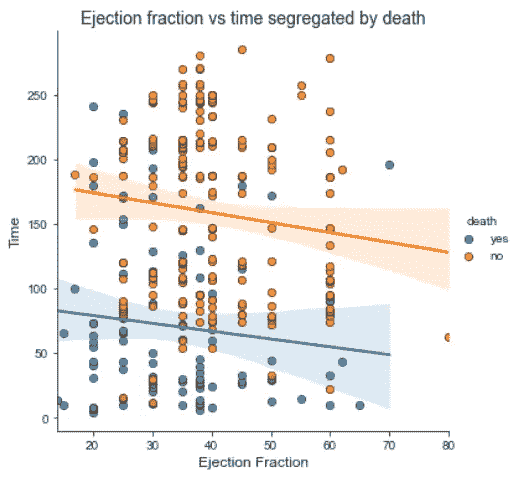 Ejection fraction vs time segregated by death
250
200
150
100
50
0
Time
20 30 40 50 60 70 80
Ejection Fraction
death
yes
no